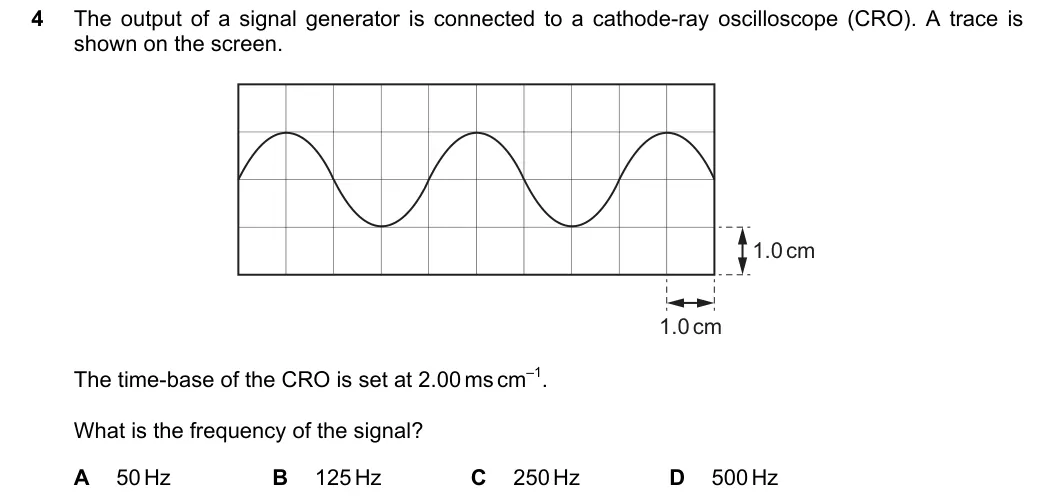 4 The output of a signal generator is connected to a cathode-ray oscilloscope (CRO). A trace is
shown on the screen.
1.0 cm
1.0 cm
The time-base of the CRO is set at 2.00 ms cm⁻¹.
What is the frequency of the signal?
A 50 Hz B 125 Hz C 250 Hz D 500 Hz